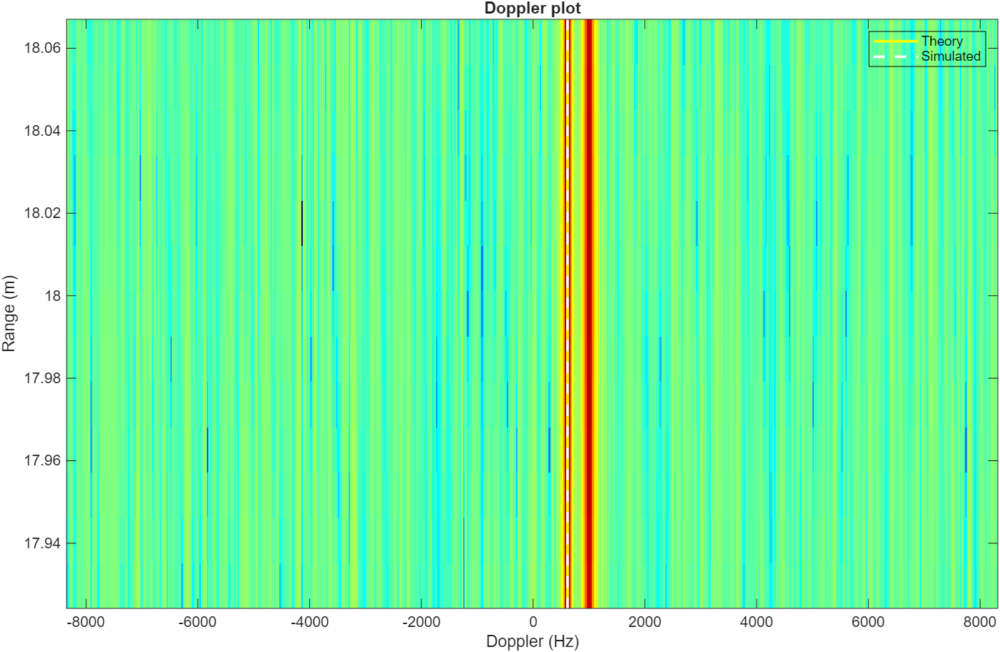 Doppler plot
Theory
Simulated
18.06
18.04
18.02
18
17.98
17.96
17.94
Range (m)
-8000 -6000 -4000 -2000 0 2000 4000 6000 8000
Doppler (Hz)